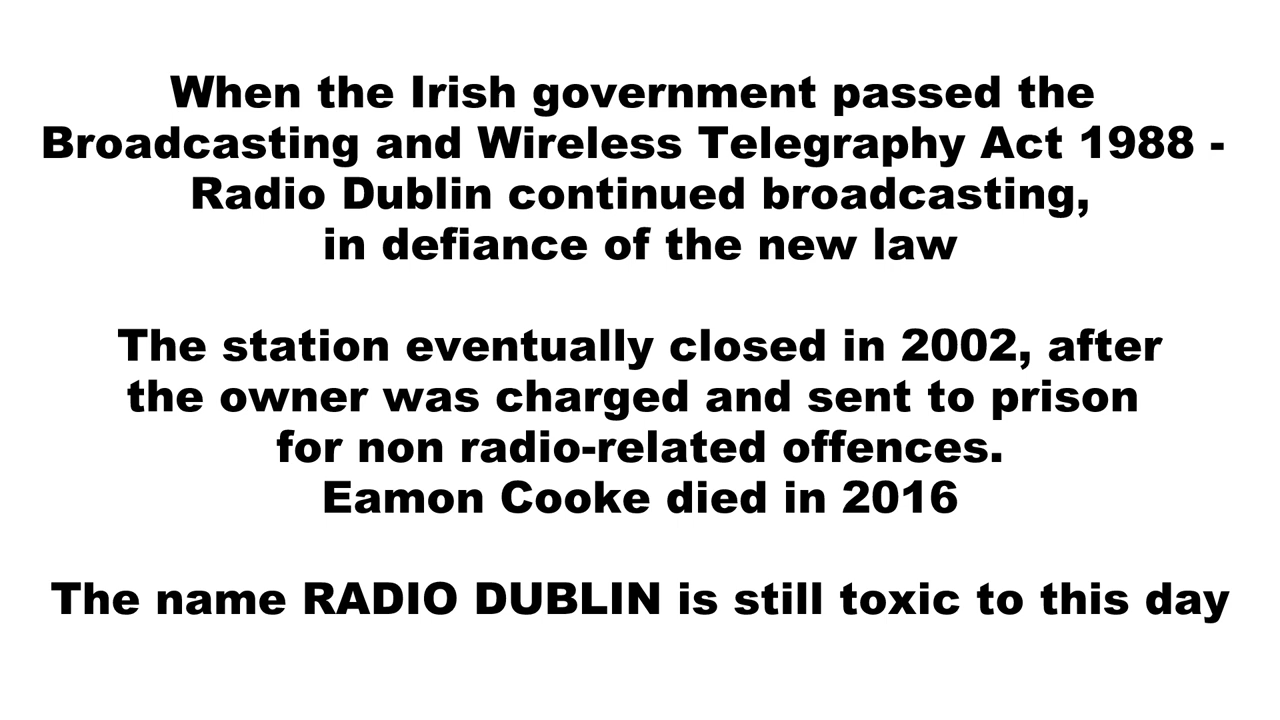 When the Irish government passed the
Broadcasting and Wireless Telegraphy Act 1988 -
Radio Dublin continued broadcasting,
in defiance of the new law
The station eventually closed in 2002, after
the owner was charged and sent to prison
for non radio-related offences.
Eamon Cooke died in 2016
The name RADIO DUBLIN is still toxic to this day